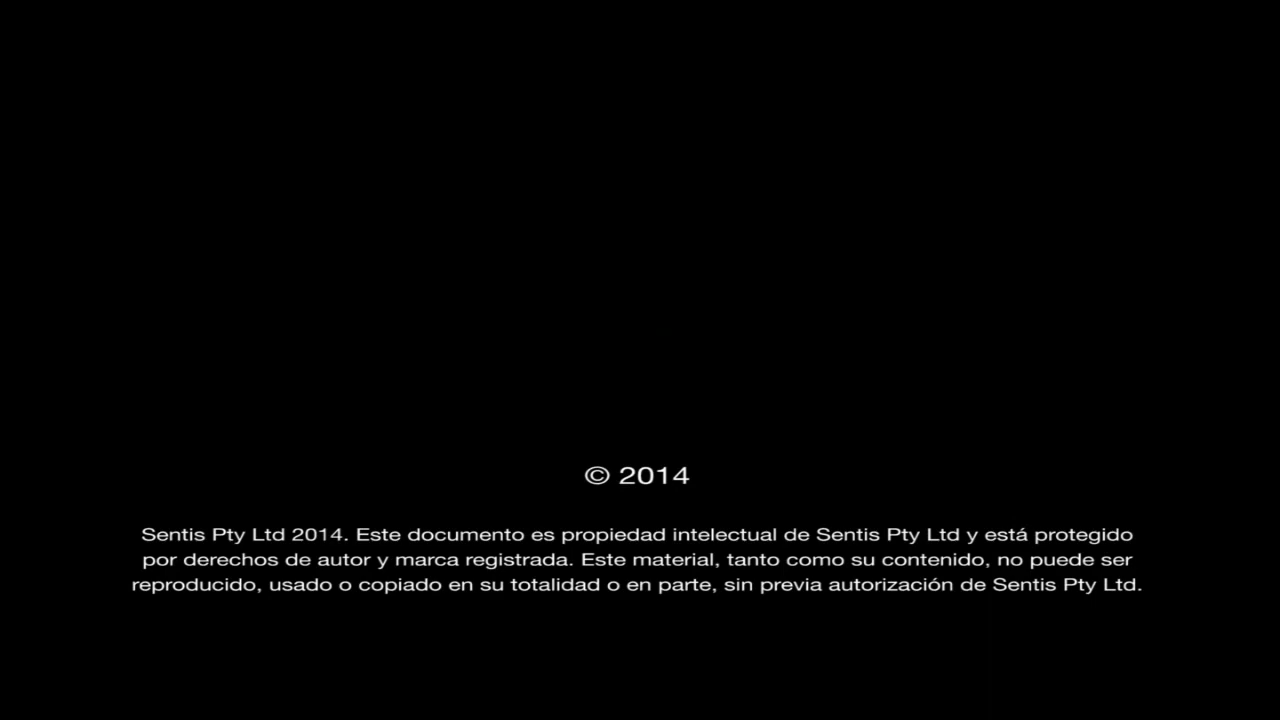 © 2014
Sentis Pty Ltd 2014. Este documento es propiedad intelectual de Sentis Pty Ltd y está protegido
por derechos de autor y marca registrada. Este material, tanto como su contenido, no puede ser
reproducido, usado o copiado en su totalidad o en parte, sin previa autorización de Sentis Pty Ltd.